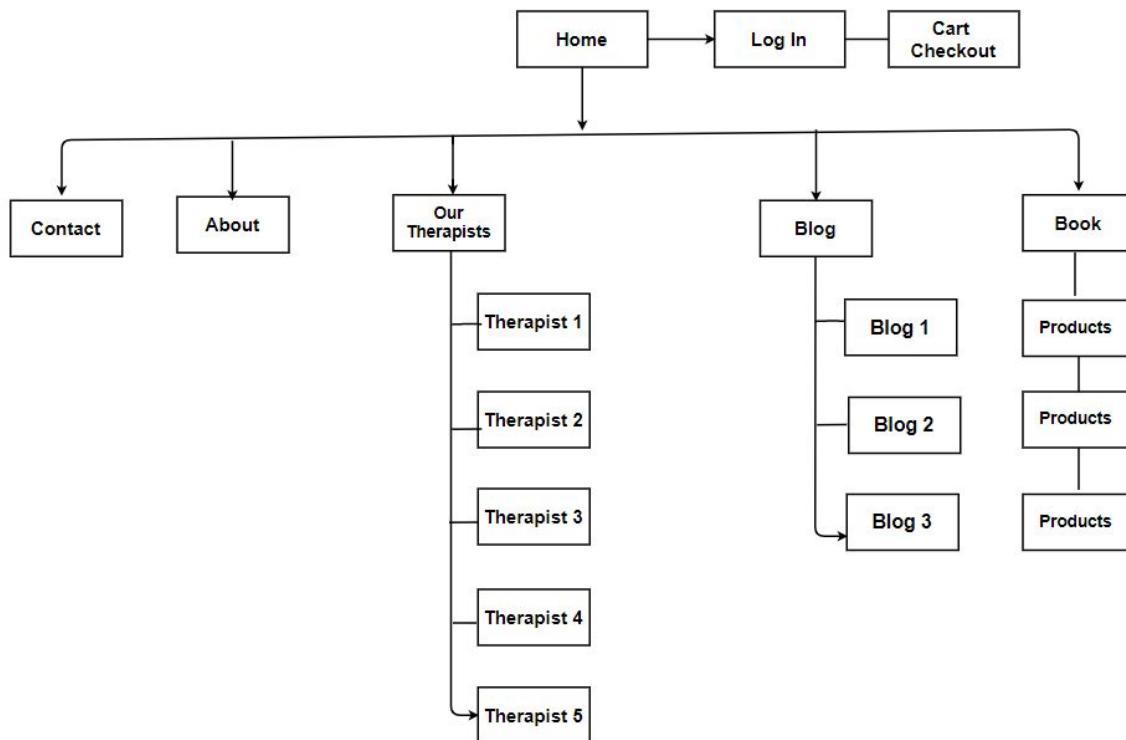 Home
Log In
Cart
Checkout
Contact
About
Our
Therapists
Blog
Book
Therapist 1
Therapist 2
Therapist 3
Therapist 4
Therapist 5
Blog 1
Blog 2
Blog 3
Products
Products
Products